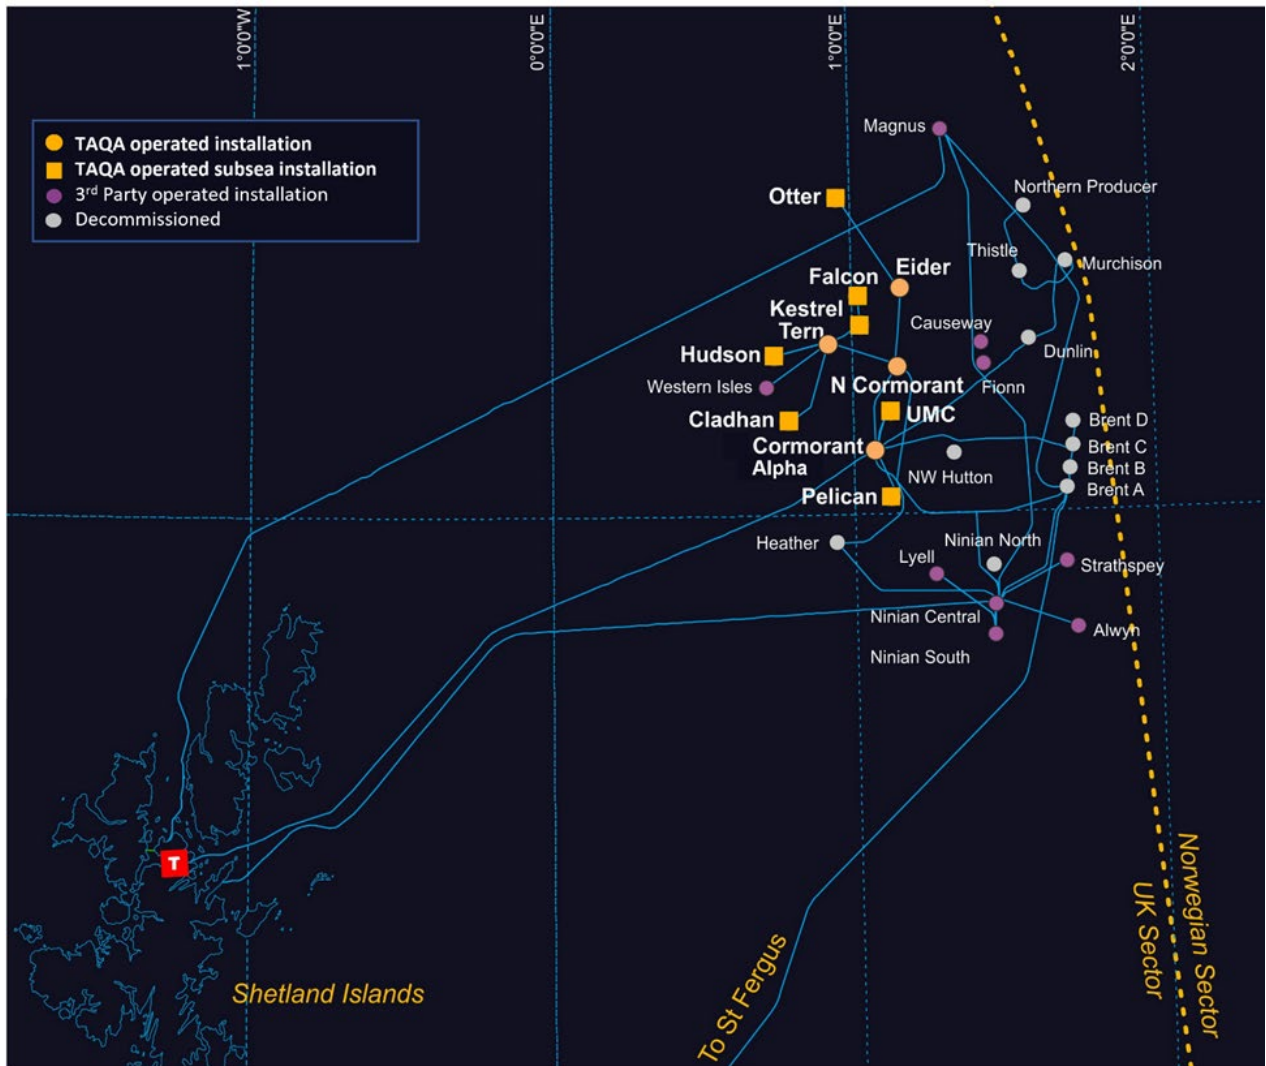 1°0'0"W
0°0'0"E
1°0'0"E
2°0'0"E
TAQA operated installation
TAQA operated subsea installation
3rd Party operated installation
Decommissioned
Magnus
Northern Producer
Otter
Thistle
Murchison
Eider
Falcon
Kestrel
Tern
Causeway
Dunlin
Hudson
Western Isles
N Cormorant
Fionn
Cladhan
UMC
Brent D
Cormorant
Alpha
Brent C
NW Hutton
Brent B
Brent A
Pelican
Heather
Ninian North
Lyell
Strathspey
Ninian Central
Alwyn
Ninian South
T
Shetland Islands
To St Fergus
UK Sector
Norwegian Sector